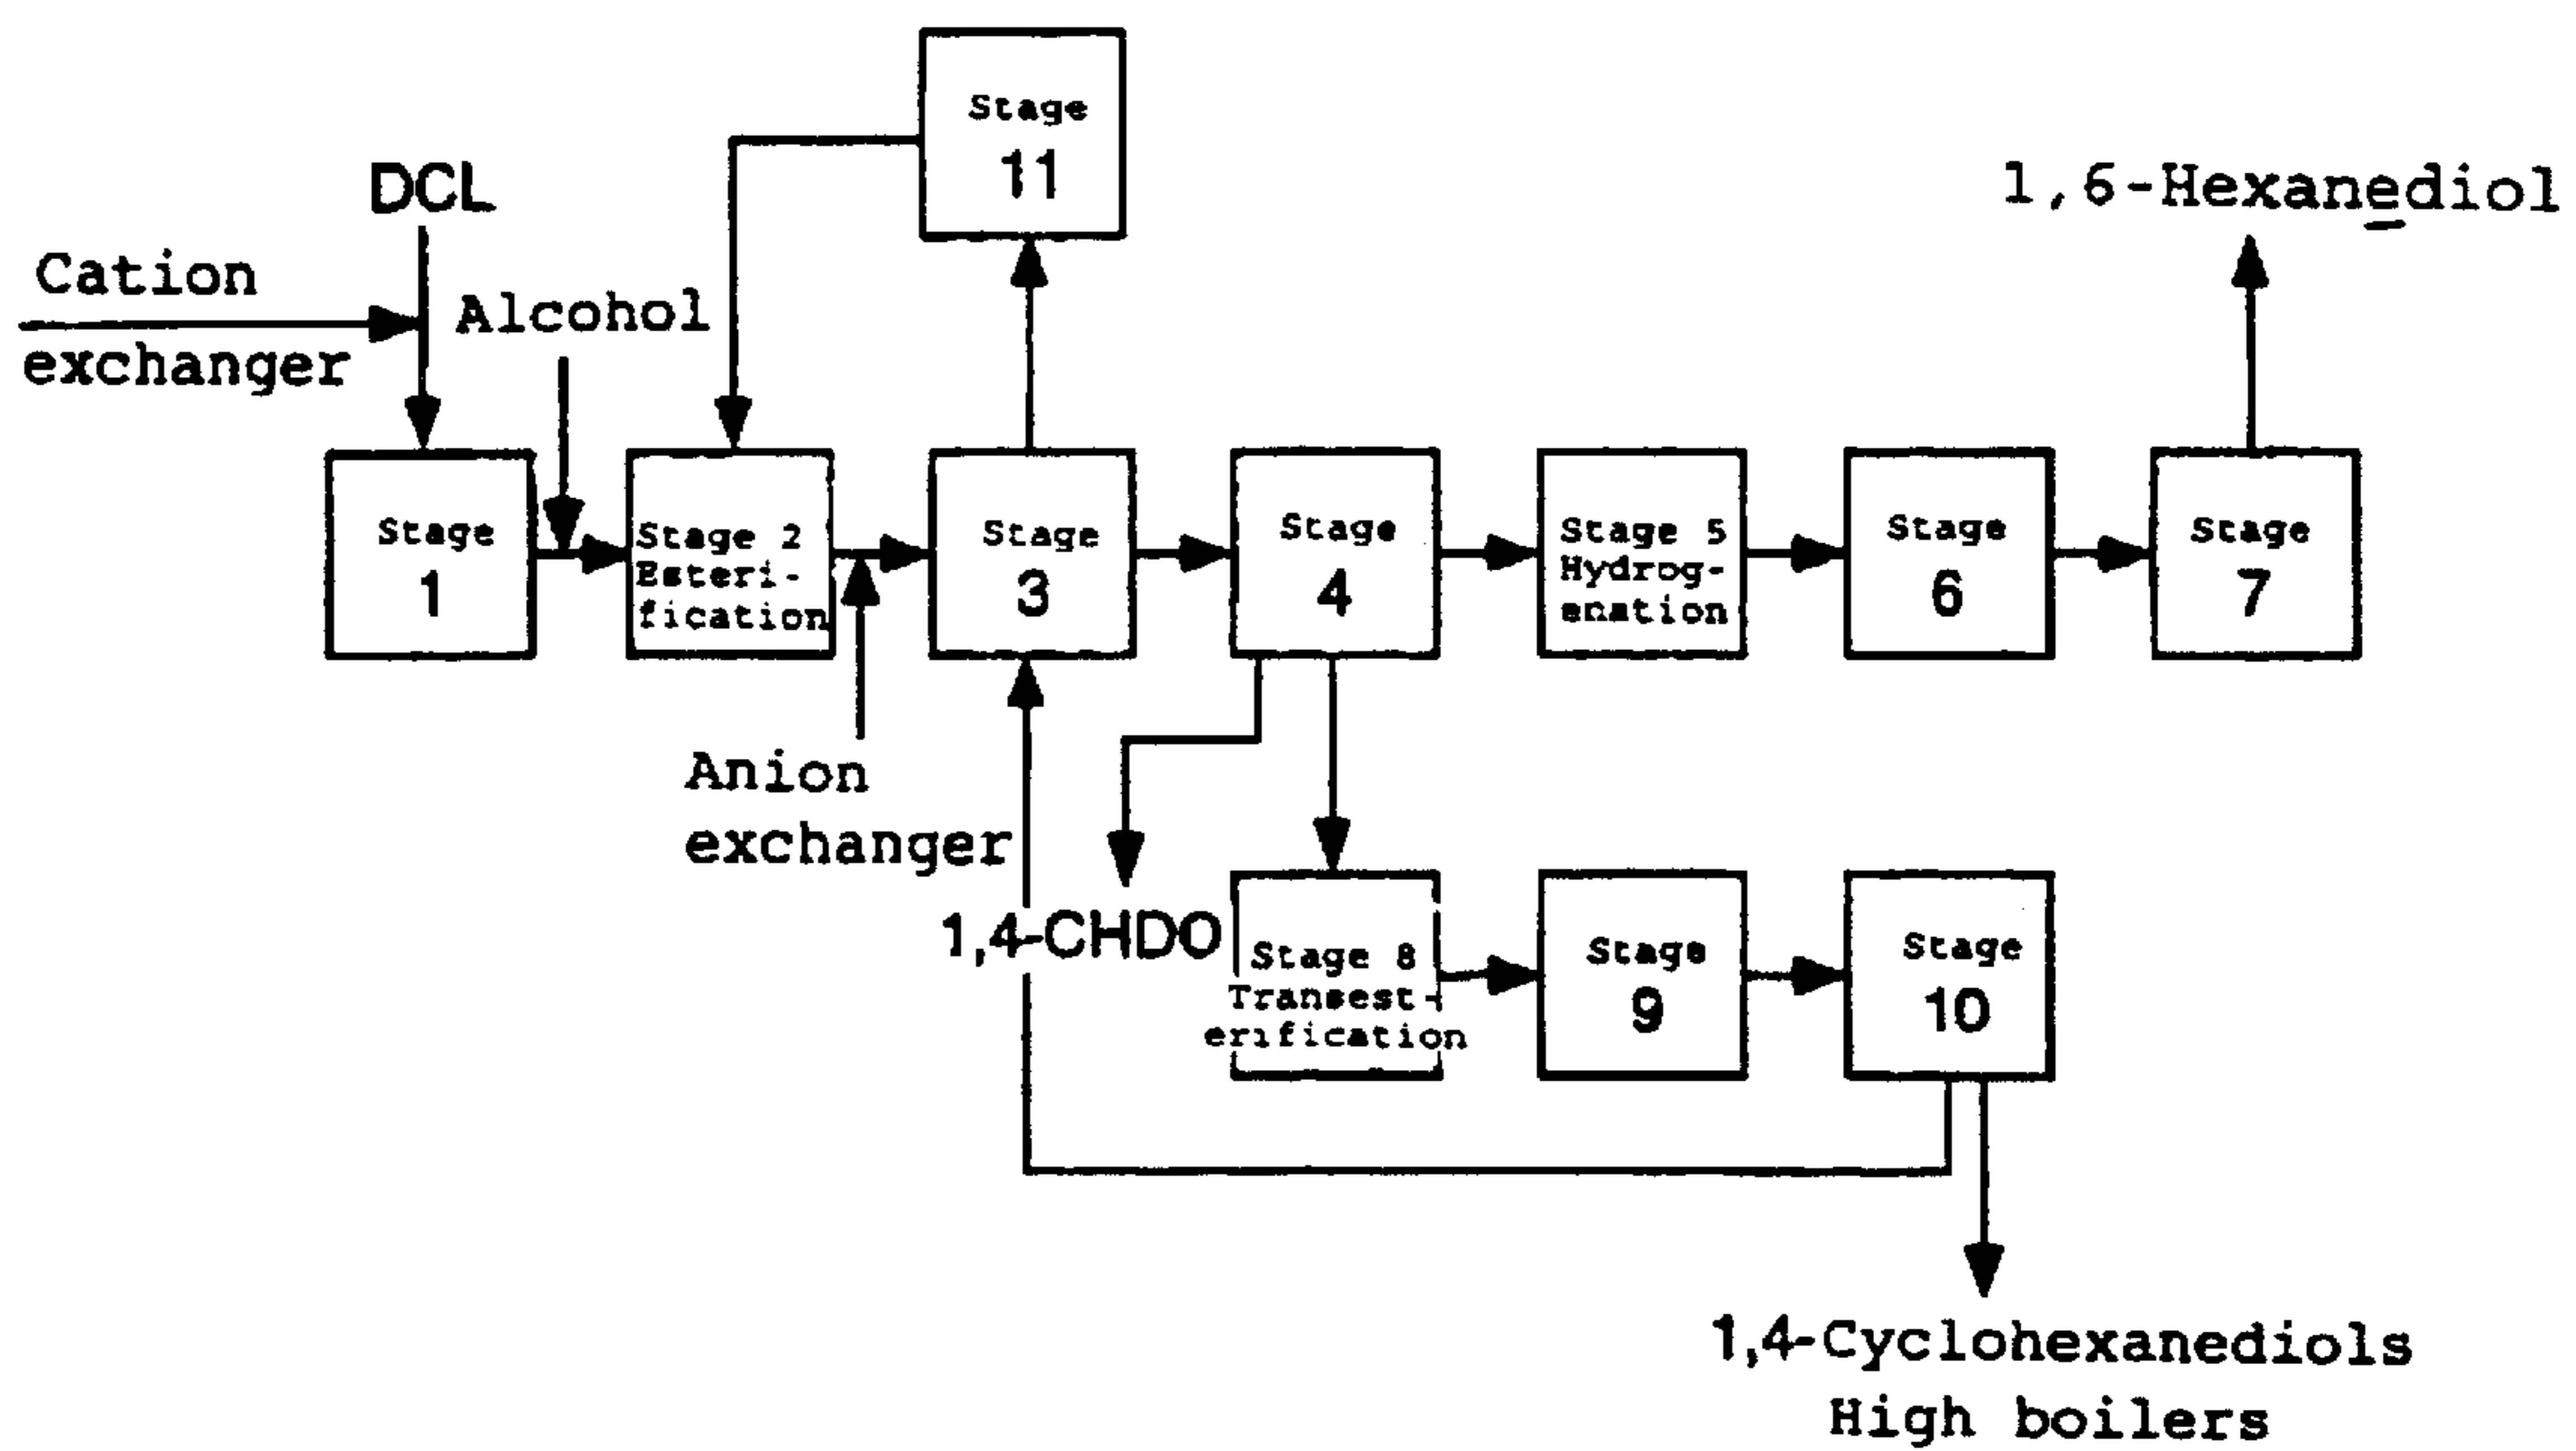 Stage
11
DCL
1,6-Hexanediol
Cation
exchanger
Alcohol
Stage
1
Stage 2
Esteri-
fication
Stage
3
Stage
4
Stage 5
Hydrog-
enation
Stage
6
Stage
7
Anion
exchanger
1,4-CHDO
Stage 8
Transest-
erification
Stage
9
Stage
10
1,4-Cyclohexanediols
High boilers